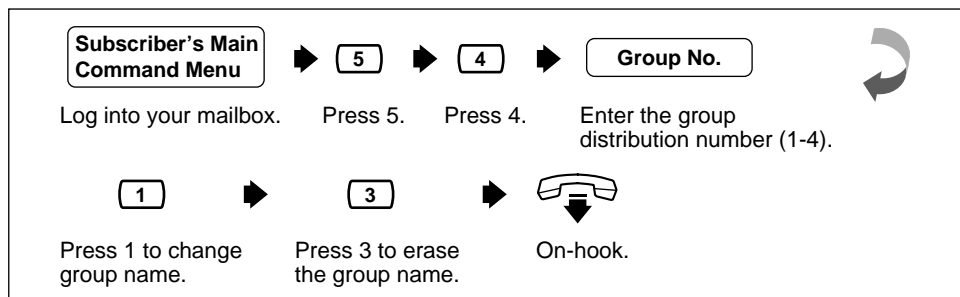 Subscriber's Main
Command Menu
5
4
Group No.
Log into your mailbox.
Press 5.
Press 4.
Enter the group
distribution number (1-4).
1
3
Press 1 to change
group name.
Press 3 to erase
the group name.
On-hook.